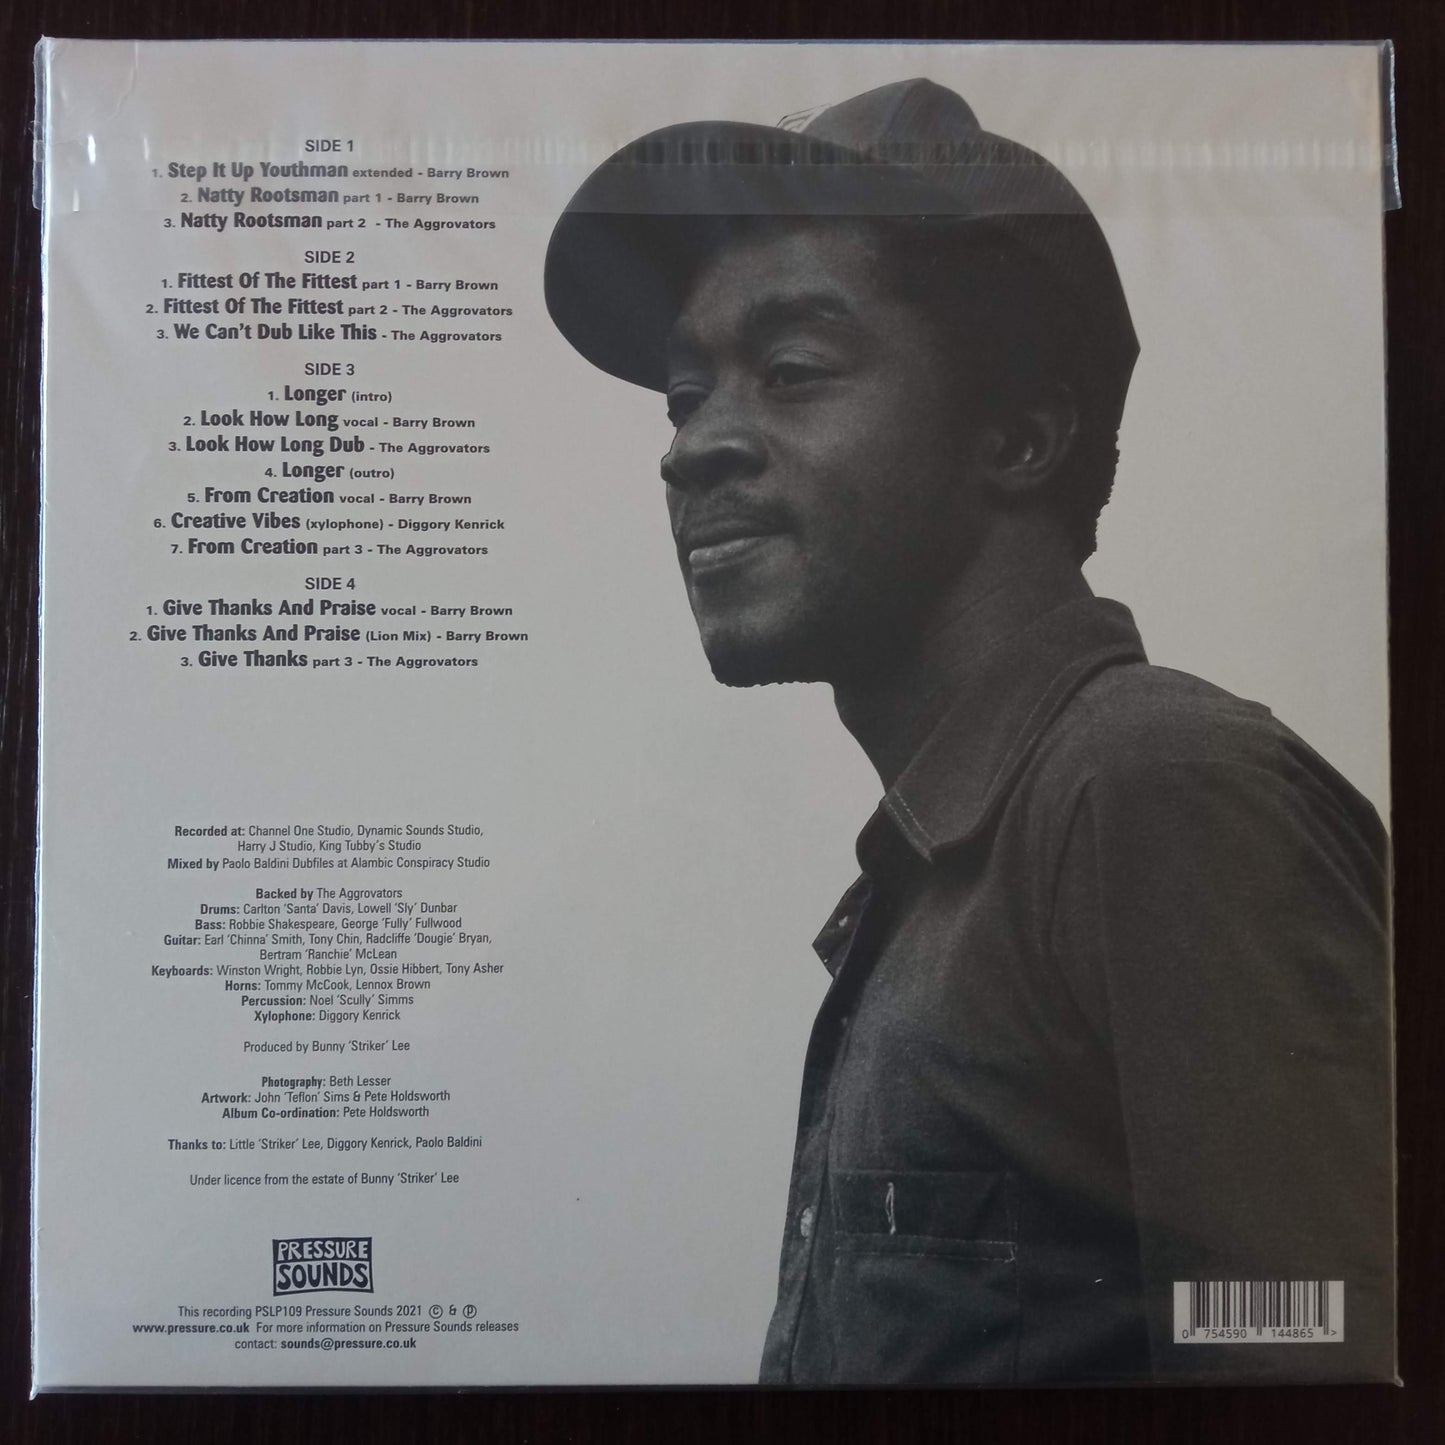 SIDE 1
1. Step It Up Youthman extended - Barry Brown
2. Natty Rootsman part 1 - Barry Brown
3. Natty Rootsman part 2 - The Aggrovators
SIDE 2
1. Fittest Of The Fittest part 1 - Barry Brown
2. Fittest Of The Fittest part 2 - The Aggrovators
3. We Can't Dub Like This - The Aggrovators
SIDE 3
1. Longer (intro)
2. Look How Long vocal - Barry Brown
3. Look How Long Dub - The Aggrovators
4. Longer (outro)
5. From Creation vocal - Barry Brown
6. Creative Vibes (xylophone) - Diggory Kenrick
7. From Creation part 3 - The Aggrovators
SIDE 4
1. Give Thanks And Praise vocal - Barry Brown
2. Give Thanks And Praise (Lion Mix) - Barry Brown
3. Give Thanks part 3 - The Aggrovators
Recorded at: Channel One Studio, Dynamic Sounds Studio,
Harry J Studio, King Tubby's Studio
Mixed by Paolo Baldini Dubfiles at Alambic Conspiracy Studio
Backed by The Aggrovators
Drums: Carlton 'Santa' Davis, Lowell 'Sly' Dunbar
Bass: Robbie Shakespeare, George 'Fully' Fullwood
Guitar: Earl 'Chinna' Smith, Tony Chin, Radcliffe 'Dougie' Bryan,
Bertram 'Ranchie' McLean
Keyboards: Winston Wright, Robbie Lyn, Ossie Hibbert, Tony Asher
Horns: Tommy McCook, Lennox Brown
Percussion: Noel 'Scully' Simms
Xylophone: Diggory Kenrick
Produced by Bunny 'Striker' Lee
Photography: Beth Lesser
Artwork: John 'Teflon' Sims & Pete Holdsworth
Album Co-ordination: Pete Holdsworth
Thanks to: Little 'Striker' Lee, Diggory Kenrick, Paolo Baldini
Under licence from the estate of Bunny 'Striker' Lee
PRESSURE
SOUNDS
This recording PSLP109 Pressure Sounds 2021 © & ℗
www.pressure.co.uk For more information on Pressure Sounds releases
contact: sounds@pressure.co.uk
0 754590 144865 >